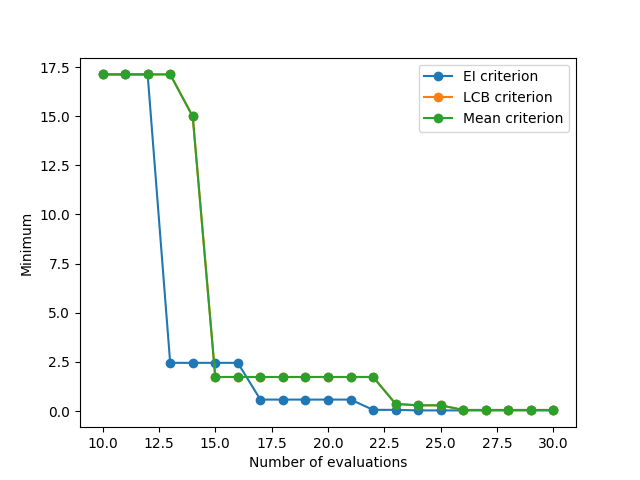 17.5
15.0
12.5
10.0
7.5
5.0
2.5
0.0
Minimum
10.0 12.5 15.0 17.5 20.0 22.5 25.0 27.5 30.0
Number of evaluations
EI criterion
LCB criterion
Mean criterion